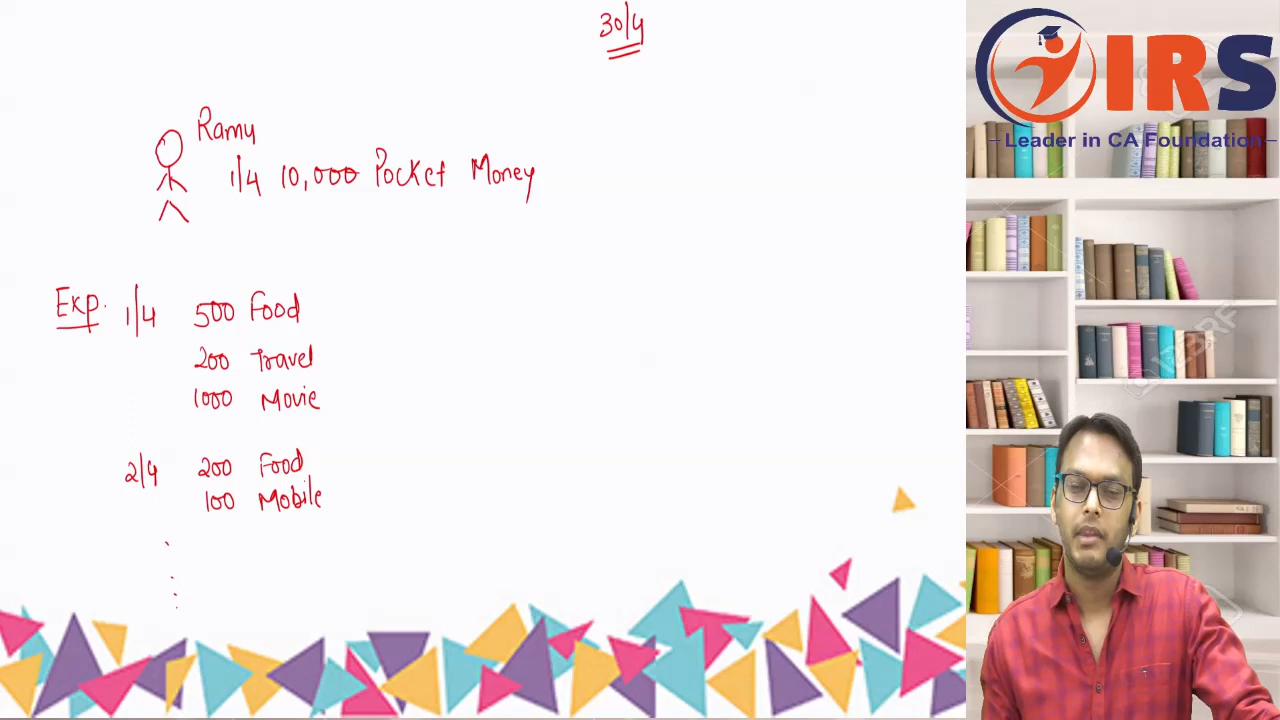 30/4
IRS
- Leader in CA Foundation -
Ramu
1/4 10,000 Pocket Money
Exp. 1/4 500 Food
200 Travel
1000 Movie
2/4 200 Food
100 Mobile